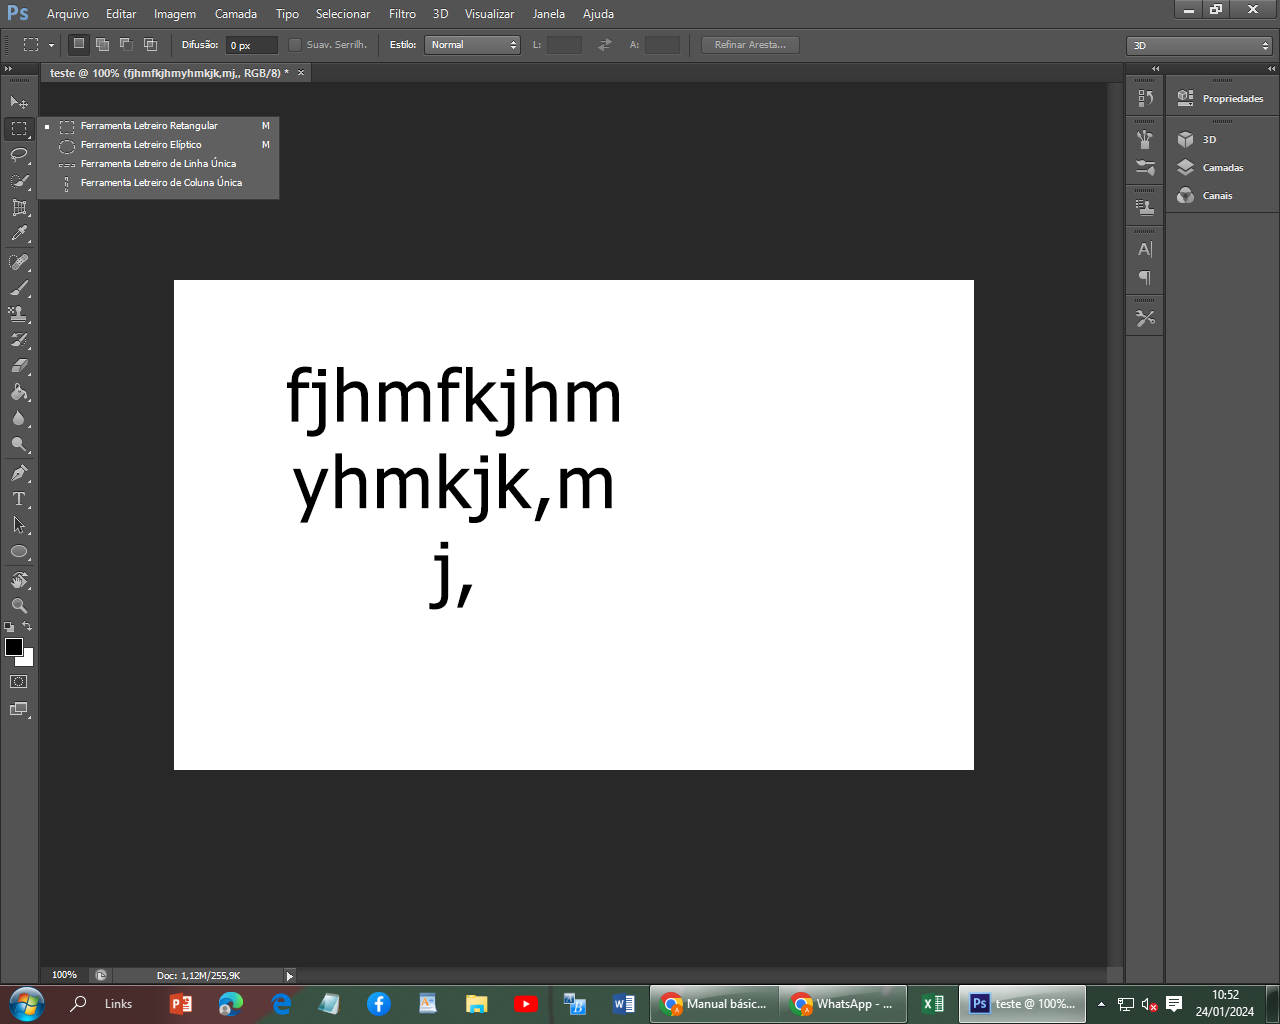 Ps Arquivo Editar Imagem Camada Tipo Selecionar Filtro 3D Visualizar Janela Ajuda
Difusão: 0 px Suav. Serrilh. Estilo: Normal L: A: Refinar Aresta... 3D
teste @ 100% (fjhmfkjhmyhmkjk,mj,, RGB/8) * ×
Propriedades
Ferramenta Letreiro Retangular M
Ferramenta Letreiro Elíptico M
Ferramenta Letreiro de Linha Única
Ferramenta Letreiro de Coluna Única
3D
Camadas
Canais
fjhmfkjhm
yhmkjk,m
j,
100% Doc: 1,12M/255,9K
Links Manual básic... WhatsApp - ... teste @ 100%... 10:52
24/01/2024